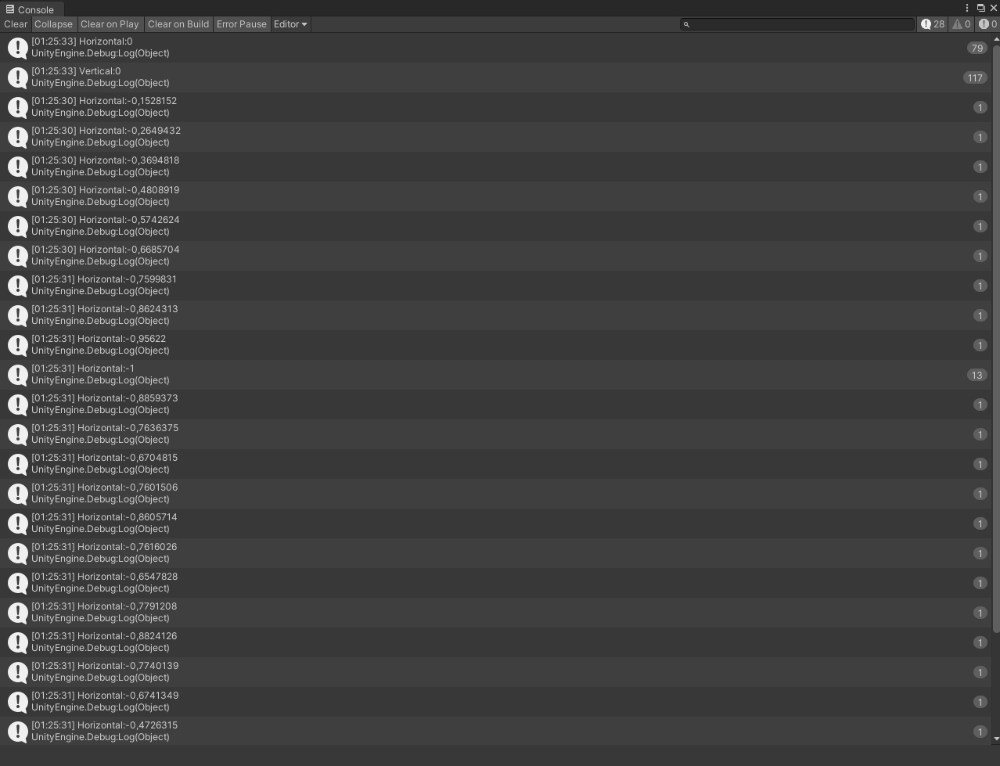 Console
Clear Collapse Clear on Play Clear on Build Error Pause Editor 28 0 0
[01:25:33] Horizontal:0
UnityEngine.Debug:Log(Object)
79
[01:25:33] Vertical:0
UnityEngine.Debug:Log(Object)
117
[01:25:30] Horizontal:-0,1528152
UnityEngine.Debug:Log(Object)
1
[01:25:30] Horizontal:-0,2649432
UnityEngine.Debug:Log(Object)
1
[01:25:30] Horizontal:-0,3694818
UnityEngine.Debug:Log(Object)
1
[01:25:30] Horizontal:-0,4808919
UnityEngine.Debug:Log(Object)
1
[01:25:30] Horizontal:-0,5742624
UnityEngine.Debug:Log(Object)
1
[01:25:30] Horizontal:-0,6685704
UnityEngine.Debug:Log(Object)
1
[01:25:31] Horizontal:-0,7599831
UnityEngine.Debug:Log(Object)
1
[01:25:31] Horizontal:-0,8624313
UnityEngine.Debug:Log(Object)
1
[01:25:31] Horizontal:-0,95622
UnityEngine.Debug:Log(Object)
1
[01:25:31] Horizontal:-1
UnityEngine.Debug:Log(Object)
13
[01:25:31] Horizontal:-0,8859373
UnityEngine.Debug:Log(Object)
1
[01:25:31] Horizontal:-0,7636375
UnityEngine.Debug:Log(Object)
1
[01:25:31] Horizontal:-0,6704815
UnityEngine.Debug:Log(Object)
1
[01:25:31] Horizontal:-0,7601506
UnityEngine.Debug:Log(Object)
1
[01:25:31] Horizontal:-0,8605714
UnityEngine.Debug:Log(Object)
1
[01:25:31] Horizontal:-0,7616026
UnityEngine.Debug:Log(Object)
1
[01:25:31] Horizontal:-0,6547828
UnityEngine.Debug:Log(Object)
1
[01:25:31] Horizontal:-0,7791208
UnityEngine.Debug:Log(Object)
1
[01:25:31] Horizontal:-0,8824126
UnityEngine.Debug:Log(Object)
1
[01:25:31] Horizontal:-0,7740139
UnityEngine.Debug:Log(Object)
1
[01:25:31] Horizontal:-0,6741349
UnityEngine.Debug:Log(Object)
1
[01:25:31] Horizontal:-0,4726315
UnityEngine.Debug:Log(Object)
1